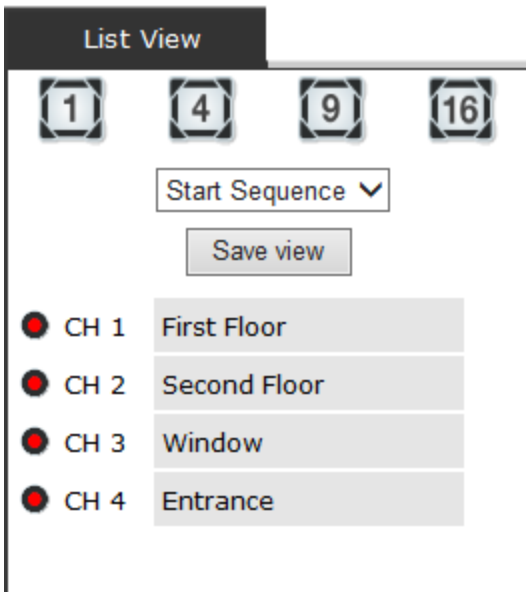 List View
1 4 9 16
Start Sequence
Save view
CH 1 First Floor
CH 2 Second Floor
CH 3 Window
CH 4 Entrance